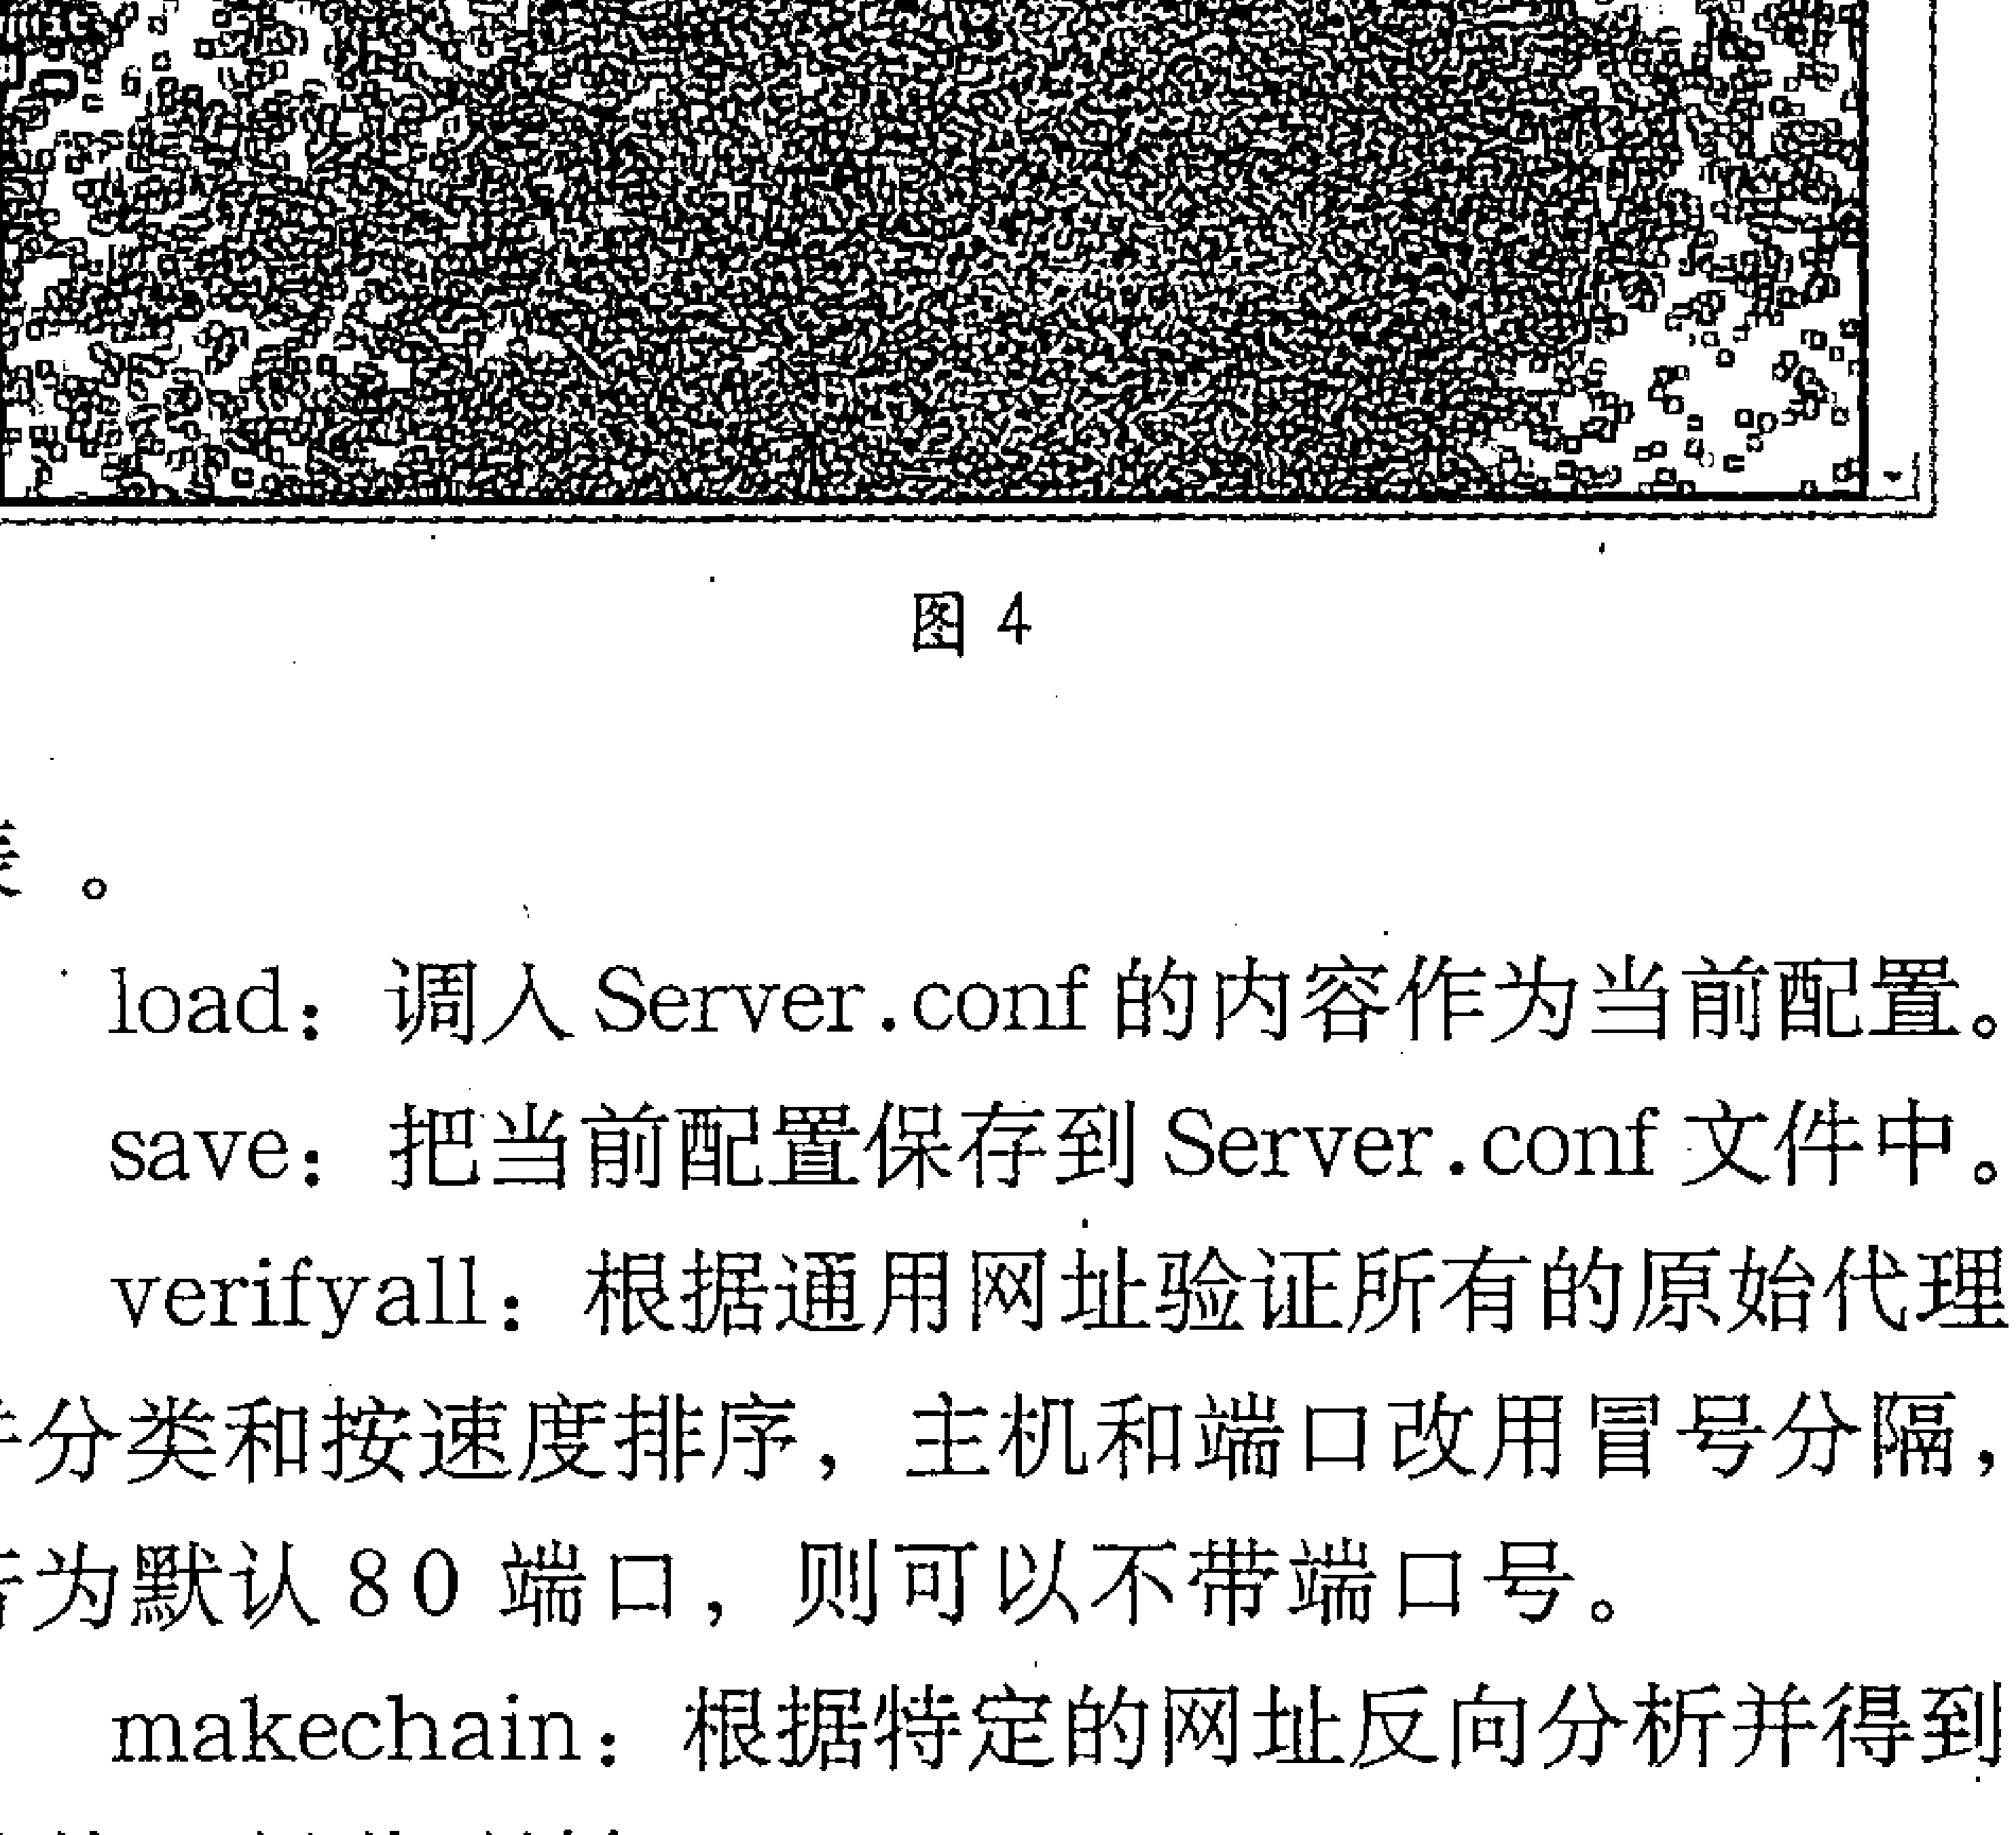 图 4
。
load：调入 Server.conf 的内容作为当前配置。
save：把当前配置保存到 Server.conf 文件中。
verifyall：根据通用网址验证所有的原始代理
分类和按速度排序，主机和端口改用冒号分隔，
为默认 80 端口，则可以不带端口号。
makechain：根据特定的网址反向分析并得到